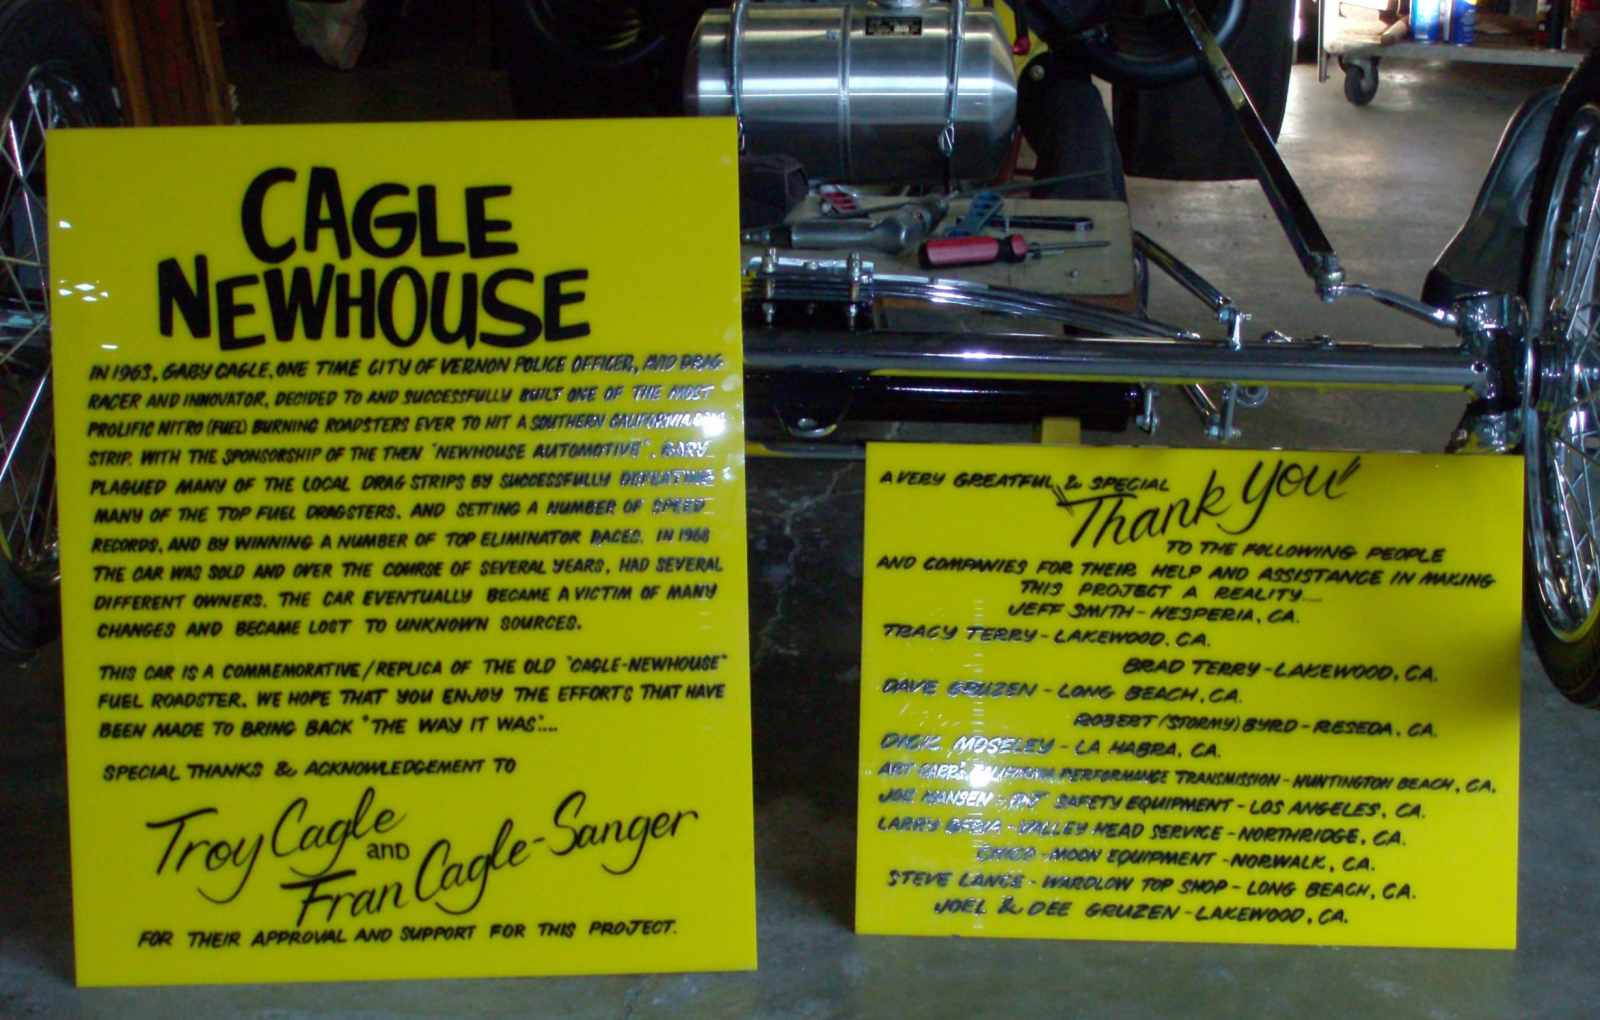 CAGLE
NEWHOUSE
IN 1963, GARY CAGLE, ONE TIME CITY OF VERNON POLICE OFFICER, AND DRAG
RACER AND INNOVATOR, DECIDED TO AND SUCCESSFULLY BUILT ONE OF THE MOST
PROLIFIC NITRO (FUEL) BURNING ROADSTERS EVER TO HIT A SOUTHERN CALIFORNIA DRAG
STRIP. WITH THE SPONSORSHIP OF THE THEN "NEWHOUSE AUTOMOTIVE", GARY
PLAGUED MANY OF THE LOCAL DRAG STRIPS BY SUCCESSFULLY DEFEATING
MANY OF THE TOP FUEL DRAGSTERS, AND SETTING A NUMBER OF SPEED
RECORDS, AND BY WINNING A NUMBER OF TOP ELIMINATOR RACES. IN 1968
THE CAR WAS SOLD AND OVER THE COURSE OF SEVERAL YEARS, HAD SEVERAL
DIFFERENT OWNERS. THE CAR EVENTUALLY BECAME A VICTIM OF MANY
CHANGES AND BECAME LOST TO UNKNOWN SOURCES.
THIS CAR IS A COMMEMORATIVE/REPLICA OF THE OLD "CAGLE-NEWHOUSE"
FUEL ROADSTER. WE HOPE THAT YOU ENJOY THE EFFORTS THAT HAVE
BEEN MADE TO BRING BACK "THE WAY IT WAS"....
SPECIAL THANKS & ACKNOWLEDGEMENT TO
Troy Cagle
AND
Fran Cagle-Sanger
FOR THEIR APPROVAL AND SUPPORT FOR THIS PROJECT.
A VERY GREATFUL & SPECIAL
"Thank You"
TO THE FOLLOWING PEOPLE
AND COMPANIES FOR THEIR HELP AND ASSISTANCE IN MAKING
THIS PROJECT A REALITY....
JEFF SMITH - HESPERIA, CA.
TRACY TERRY - LAKEWOOD, CA.
BRAD TERRY - LAKEWOOD, CA.
DAVE GRUZEN - LONG BEACH, CA.
ROBERT (STORMY) BYRD - RESEDA, CA.
DICK MOSELEY - LA HABRA, CA.
ART CARR'S CALIFORNIA PERFORMANCE TRANSMISSION - HUNTINGTON BEACH, CA.
JOE HANSEN - SAFETY EQUIPMENT - LOS ANGELES, CA.
LARRY - VALLEY HEAD SERVICE - NORTHRIDGE, CA.
CHICO - MOON EQUIPMENT - NORWALK, CA.
STEVE LANCE - WARDLOW TOP SHOP - LONG BEACH, CA.
JOEL & DEE GRUZEN - LAKEWOOD, CA.